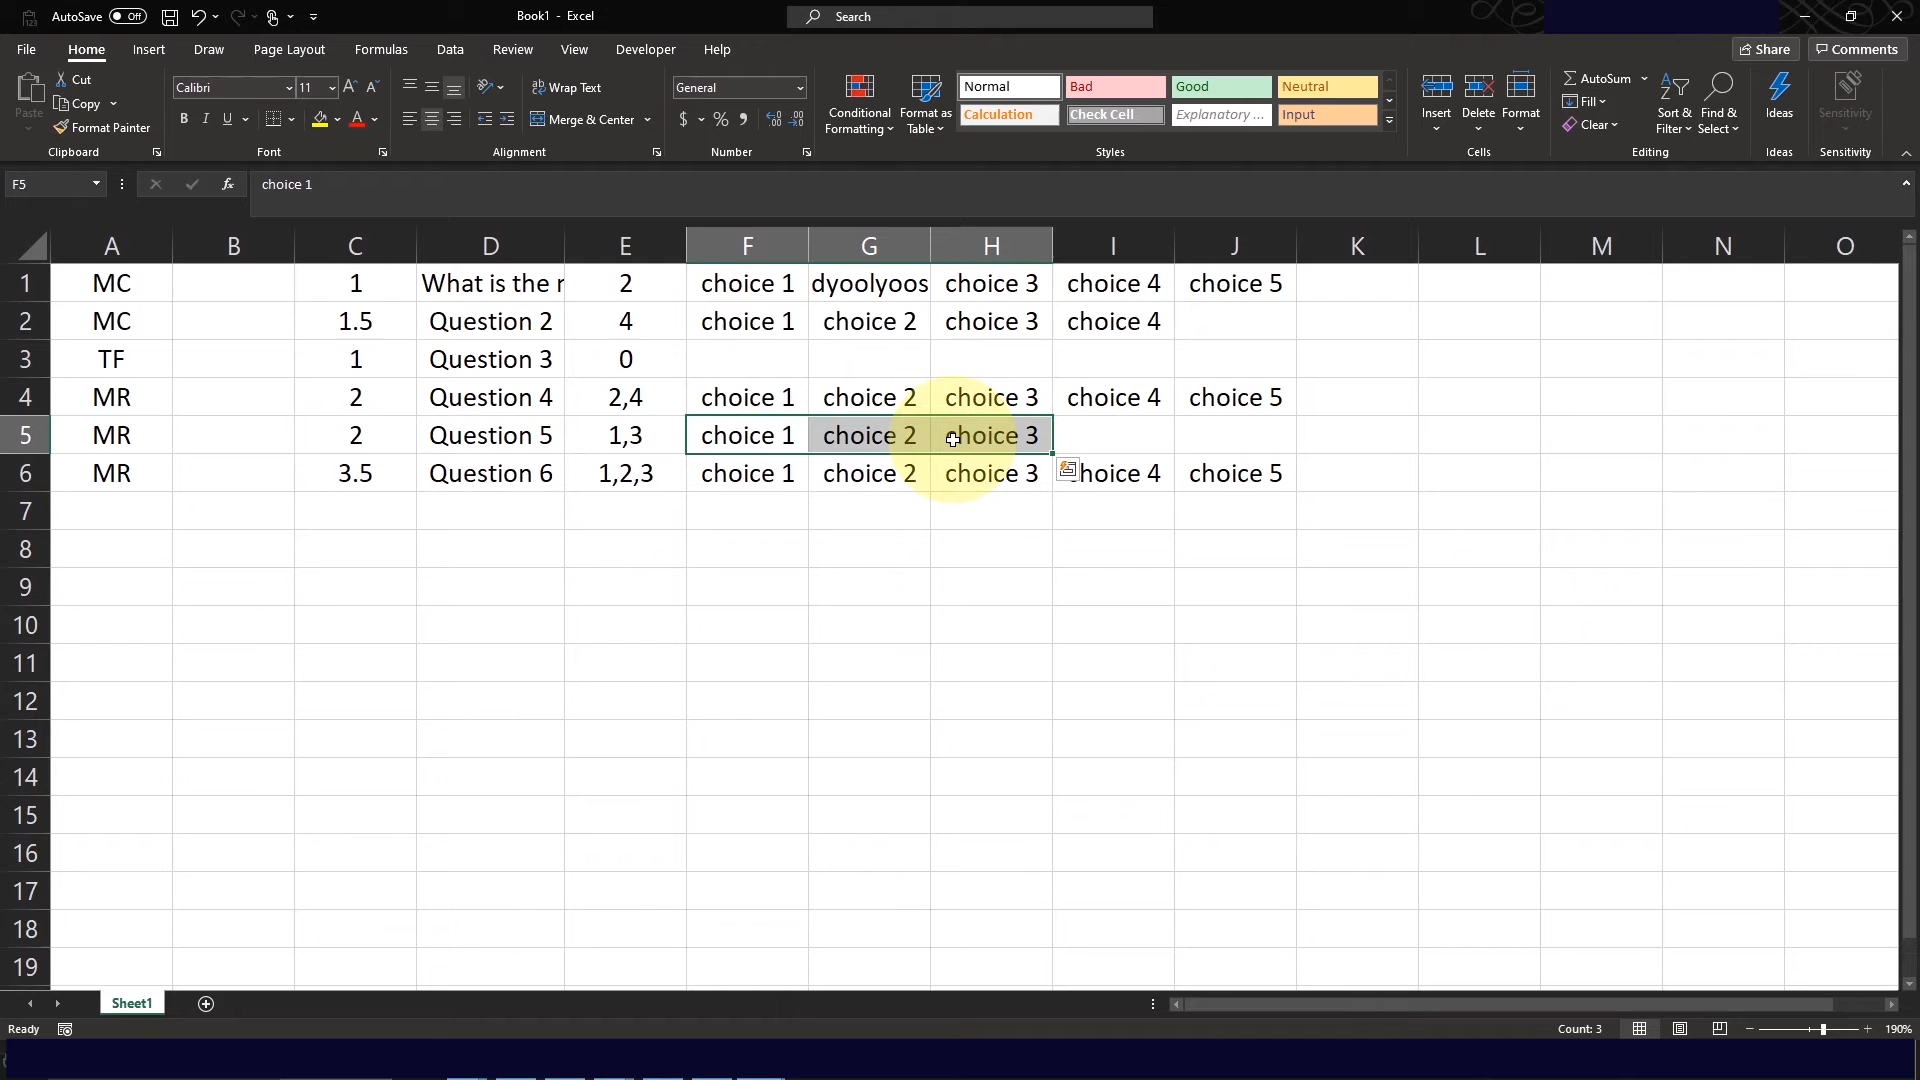 AutoSave Off Book1 - Excel Search
File Home Insert Draw Page Layout Formulas Data Review View Developer Help Share Comments
Paste Cut Copy Format Painter
Calibri 11
B I U
Wrap Text
Merge & Center
General
$ % 9
Conditional Formatting
Format as Table
Normal Bad Good Neutral
Calculation Check Cell Explanatory ... Input
Insert Delete Format
AutoSum
Fill
Clear
Sort & Filter
Find & Select
Ideas
Sensitivity
Clipboard Font Alignment Number Styles Cells Editing Ideas Sensitivity
F5 fx choice 1
A B C D E F G H I J K L M N O
1 MC 1 What is the r 2 choice 1 dyoolyoos choice 3 choice 4 choice 5
2 MC 1.5 Question 2 4 choice 1 choice 2 choice 3 choice 4
3 TF 1 Question 3 0
4 MR 2 Question 4 2,4 choice 1 choice 2 choice 3 choice 4 choice 5
5 MR 2 Question 5 1,3 choice 1 choice 2 choice 3
6 MR 3.5 Question 6 1,2,3 choice 1 choice 2 choice 3 choice 4 choice 5
7
8
9
10
11
12
13
14
15
16
17
18
19
Sheet1
Ready Count: 3 190%